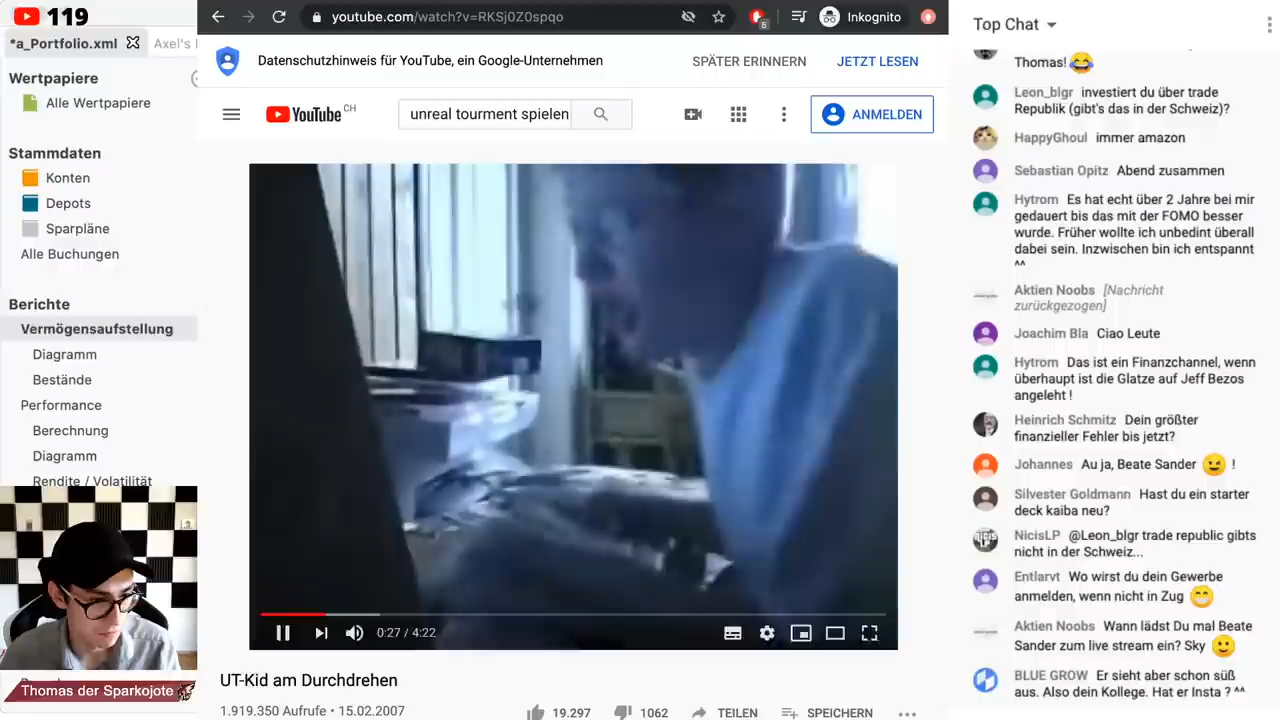 119
*a_Portfolio.xml
Axel's
Wertpapiere
Alle Wertpapiere
Stammdaten
Konten
Depots
Sparpläne
Alle Buchungen
Berichte
Vermögensaufstellung
Diagramm
Bestände
Performance
Berechnung
Diagramm
Rendite / Volatilität
Thomas der Sparkojote
youtube.com/watch?v=RKSj0Z0spqo
5
Inkognito
Datenschutzhinweis für YouTube, ein Google-Unternehmen
SPÄTER ERINNERN
JETZT LESEN
YouTube CH
unreal tourment spielen
ANMELDEN
0:27 / 4:22
UT-Kid am Durchdrehen
1.919.350 Aufrufe • 15.02.2007
19.297
1062
TEILEN
SPEICHERN
Top Chat
Thomas!
Leon_blgr investiert du über trade
Republik (gibt's das in der Schweiz)?
HappyGhoul immer amazon
Sebastian Opitz Abend zusammen
Hytrom Es hat echt über 2 Jahre bei mir
gedauert bis das mit der FOMO besser
wurde. Früher wollte ich unbedint überall
dabei sein. Inzwischen bin ich entspannt
^^
Aktien Noobs [Nachricht
zurückgezogen]
Joachim Bla Ciao Leute
Hytrom Das ist ein Finanzchannel, wenn
überhaupt ist die Glatze auf Jeff Bezos
angeleht !
Heinrich Schmitz Dein größter
finanzieller Fehler bis jetzt?
Johannes Au ja, Beate Sander 😉 !
Silvester Goldmann Hast du ein starter
deck kaiba neu?
NicisLP @Leon_blgr trade republic gibts
nicht in der Schweiz...
Entlarvt Wo wirst du dein Gewerbe
anmelden, wenn nicht in Zug 😁
Aktien Noobs Wann lädst Du mal Beate
Sander zum live stream ein? Sky 🙂
BLUE GROW Er sieht aber schon süß
aus. Also dein Kollege. Hat er Insta ? ^^